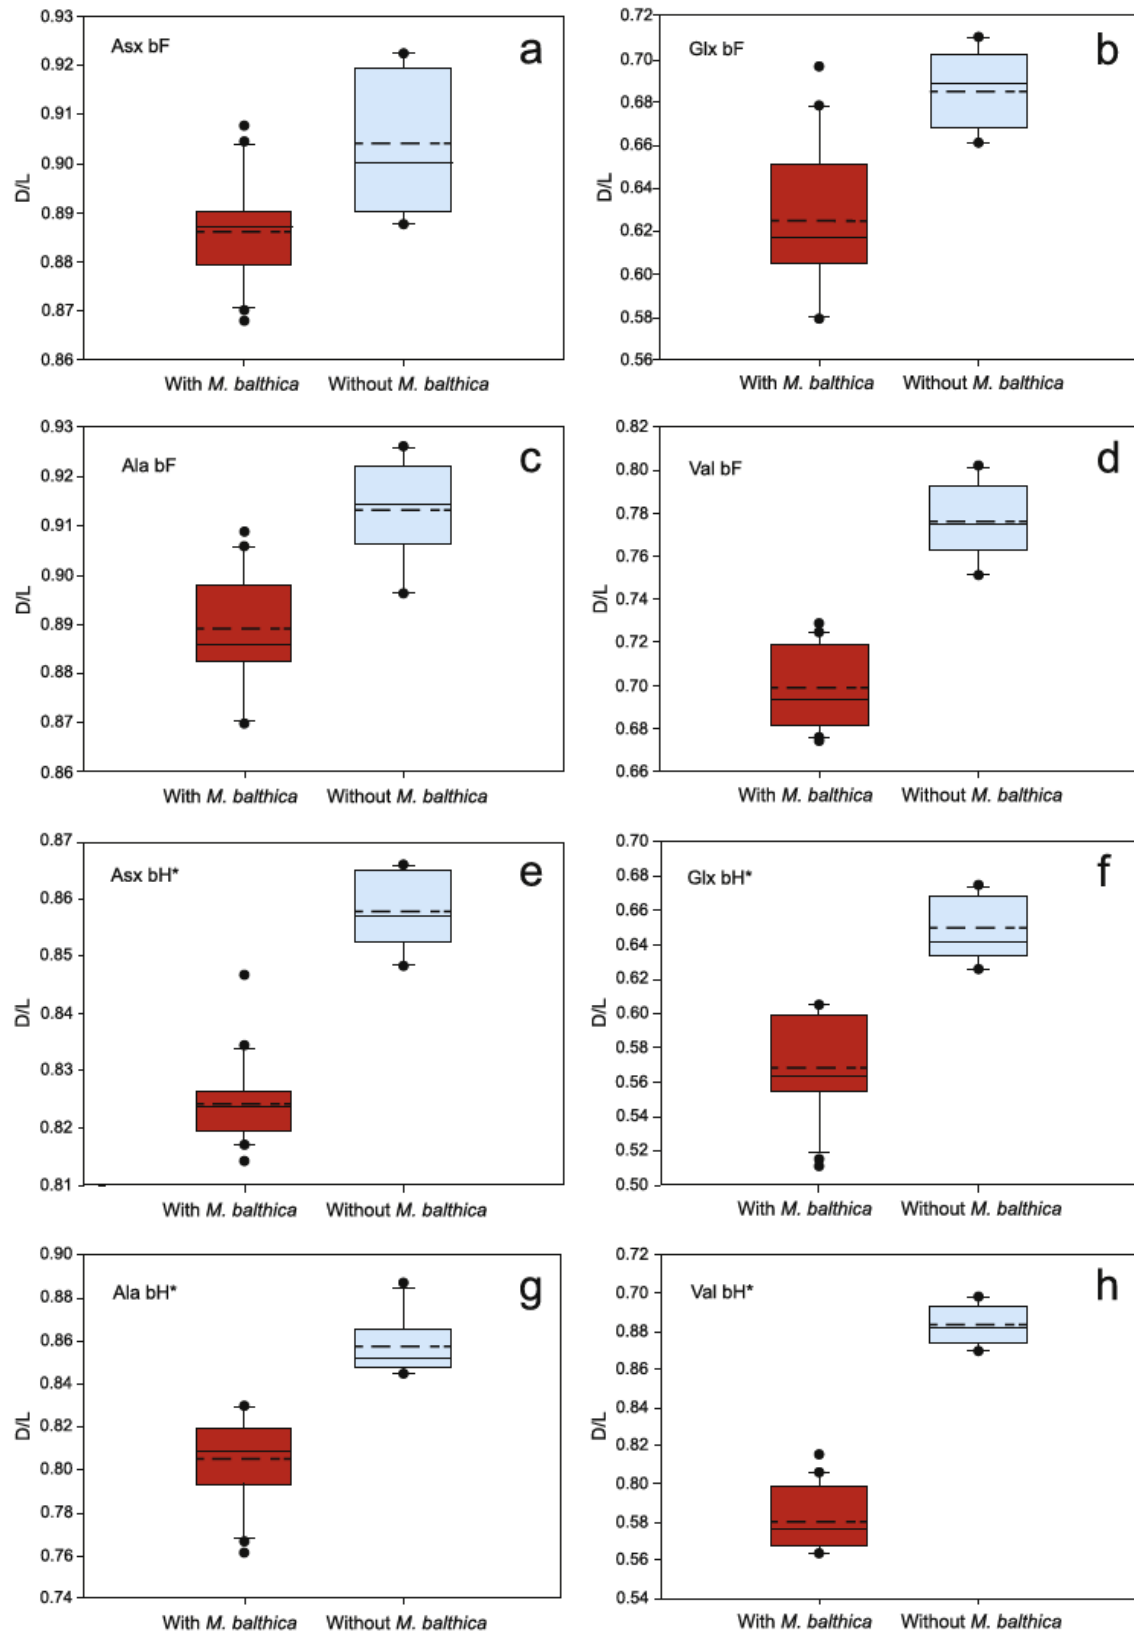 0.93
Asx bF
a
0.92
0.91
0.90
D/L
0.89
0.88
0.87
0.86
With M. balthica
Without M. balthica
0.72
Glx bF
b
0.70
0.68
0.66
0.64
D/L
0.62
0.60
0.58
0.56
With M. balthica
Without M. balthica
0.93
Ala bF
c
0.92
0.91
0.90
D/L
0.89
0.88
0.87
0.86
With M. balthica
Without M. balthica
0.82
Val bF
d
0.80
0.78
0.76
0.74
D/L
0.72
0.70
0.68
0.66
With M. balthica
Without M. balthica
0.87
Asx bH*
e
0.86
0.85
0.84
D/L
0.83
0.82
0.81
With M. balthica
Without M. balthica
0.70
Glx bH*
f
0.68
0.66
0.64
0.62
0.60
D/L
0.58
0.56
0.54
0.52
0.50
With M. balthica
Without M. balthica
0.90
Ala bH*
g
0.88
0.86
0.84
D/L
0.82
0.80
0.78
0.76
0.74
With M. balthica
Without M. balthica
0.72
Val bH*
h
0.70
0.88
0.86
0.84
D/L
0.82
0.80
0.58
0.56
0.54
With M. balthica
Without M. balthica